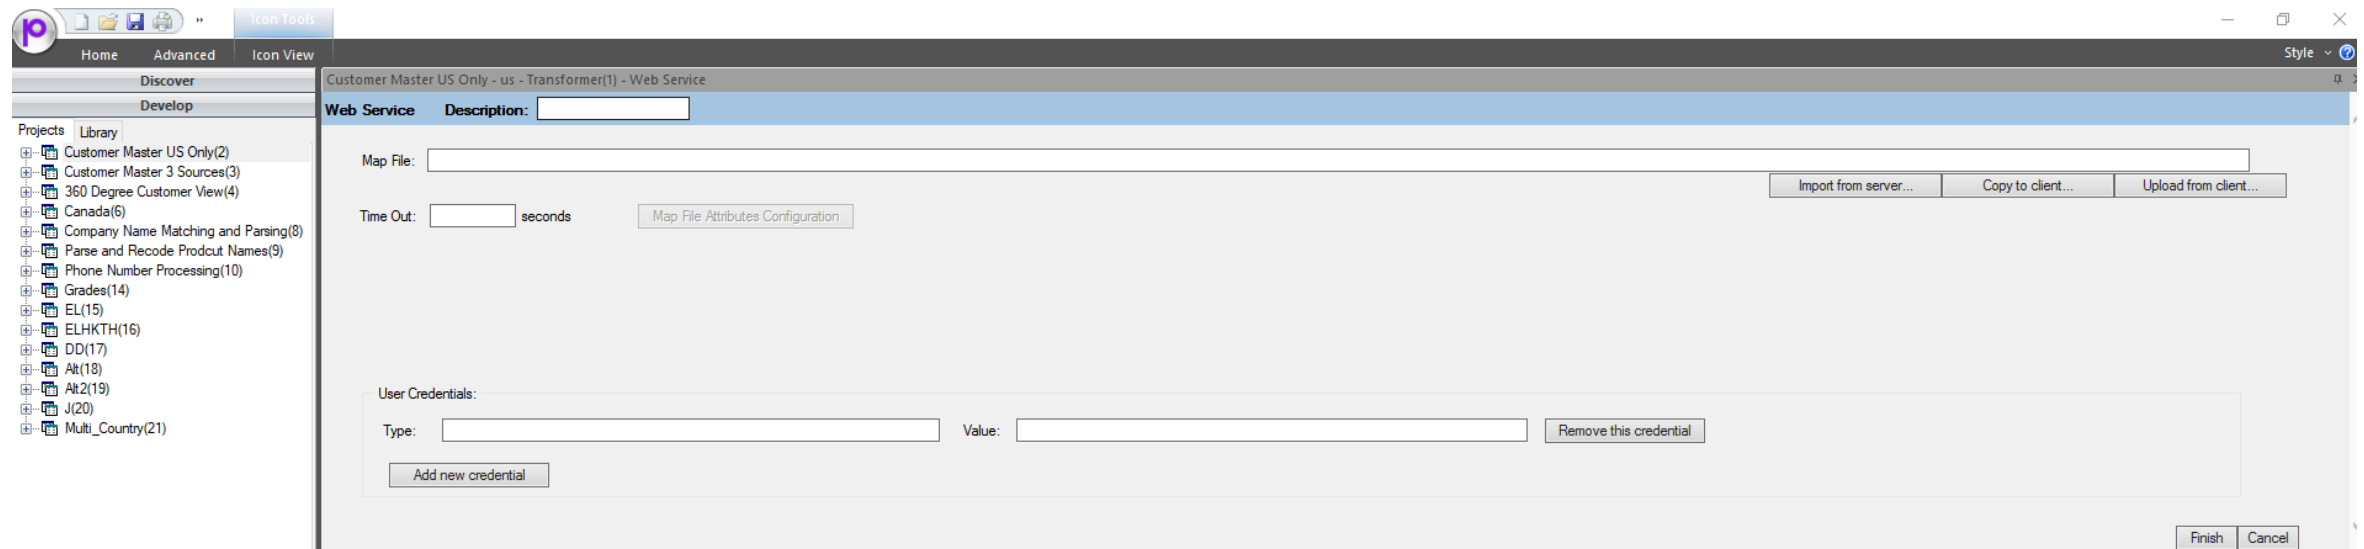 Icon Tools
Home Advanced Icon View Style
Discover
Develop
Projects Library
Customer Master US Only(2)
Customer Master 3 Sources(3)
360 Degree Customer View(4)
Canada(6)
Company Name Matching and Parsing(8)
Parse and Recode Prodcut Names(9)
Phone Number Processing(10)
Grades(14)
EL(15)
ELHKTH(16)
DD(17)
Alt(18)
Alt2(19)
J(20)
Multi_Country(21)
Customer Master US Only - us - Transformer(1) - Web Service
Web Service Description:
Map File:
Import from server... Copy to client... Upload from client...
Time Out: seconds Map File Attributes Configuration
User Credentials:
Type: Value: Remove this credential
Add new credential
Finish Cancel